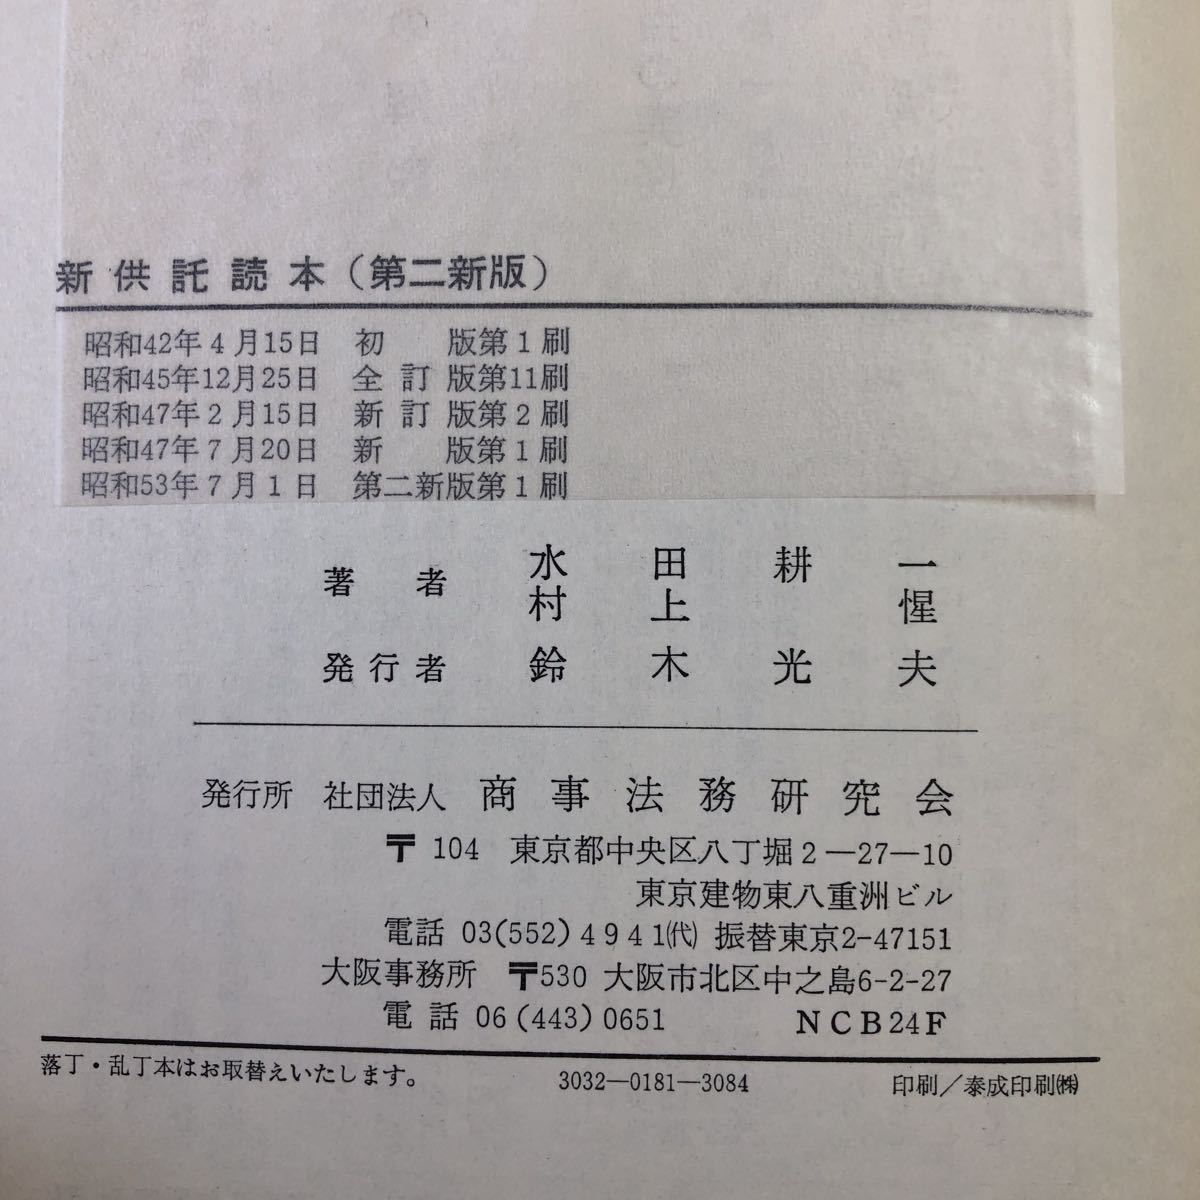 新供託読本（第二新版）
昭和42年4月15日 初版第1刷
昭和45年12月25日 全訂版第11刷
昭和47年2月15日 新訂版第2刷
昭和47年7月20日 新版第1刷
昭和53年7月1日 第二新版第1刷
著者 水田耕一
村上惺
発行者 鈴木光夫
発行所 社団法人 商事法務研究会
〒104 東京都中央区八丁堀2―27―10
東京建物東八重洲ビル
電話 03(552)4941㈹ 振替東京2-47151
大阪事務所 〒530 大阪市北区中之島6-2-27
電話 06(443)0651 NCB24F
落丁・乱丁本はお取替えいたします。 3032―0181―3084 印刷／泰成印刷㈱